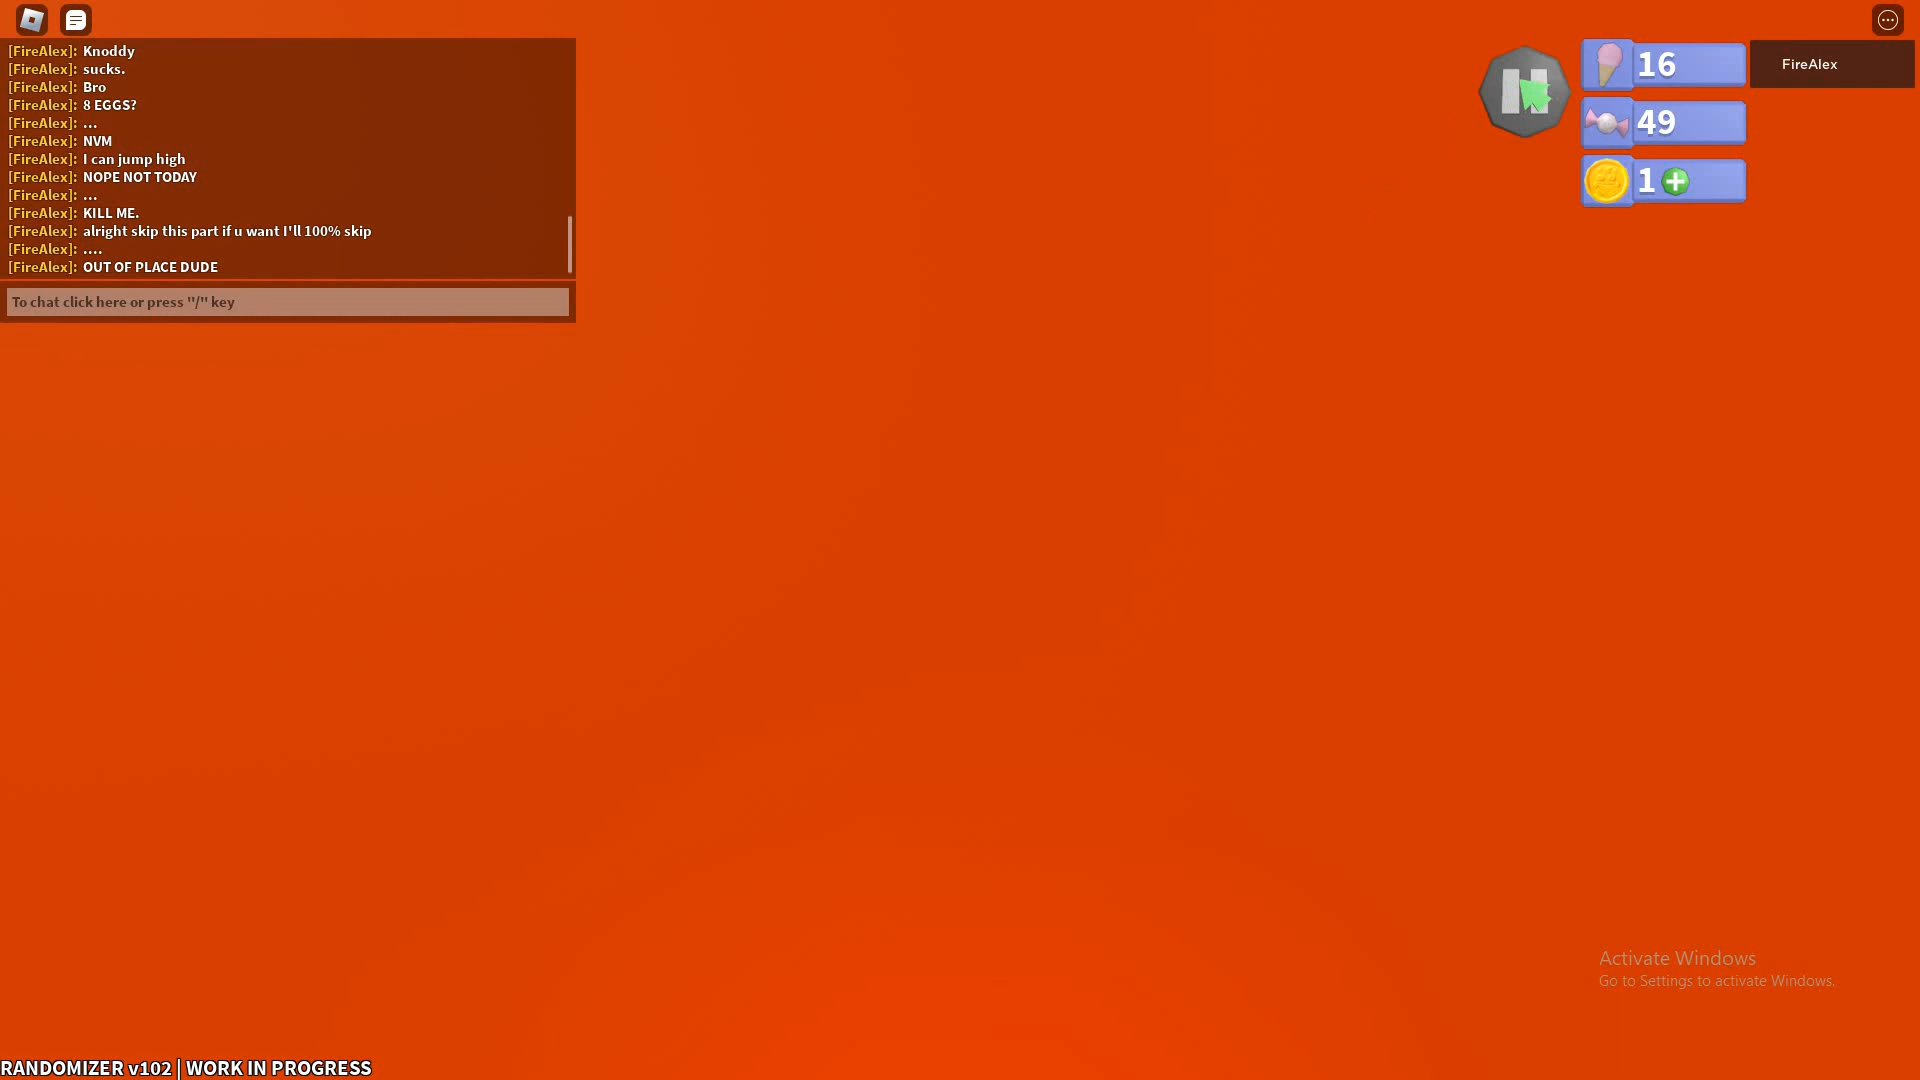 [FireAlex]: Knoddy
[FireAlex]: sucks.
[FireAlex]: Bro
[FireAlex]: 8 EGGS?
[FireAlex]: ...
[FireAlex]: NVM
[FireAlex]: I can jump high
[FireAlex]: NOPE NOT TODAY
[FireAlex]: ...
[FireAlex]: KILL ME.
[FireAlex]: alright skip this part if u want I'll 100% skip
[FireAlex]: ....
[FireAlex]: OUT OF PLACE DUDE
To chat click here or press "/" key
16
FireAlex
49
1
Activate Windows
Go to Settings to activate Windows.
RANDOMIZER v102 | WORK IN PROGRESS